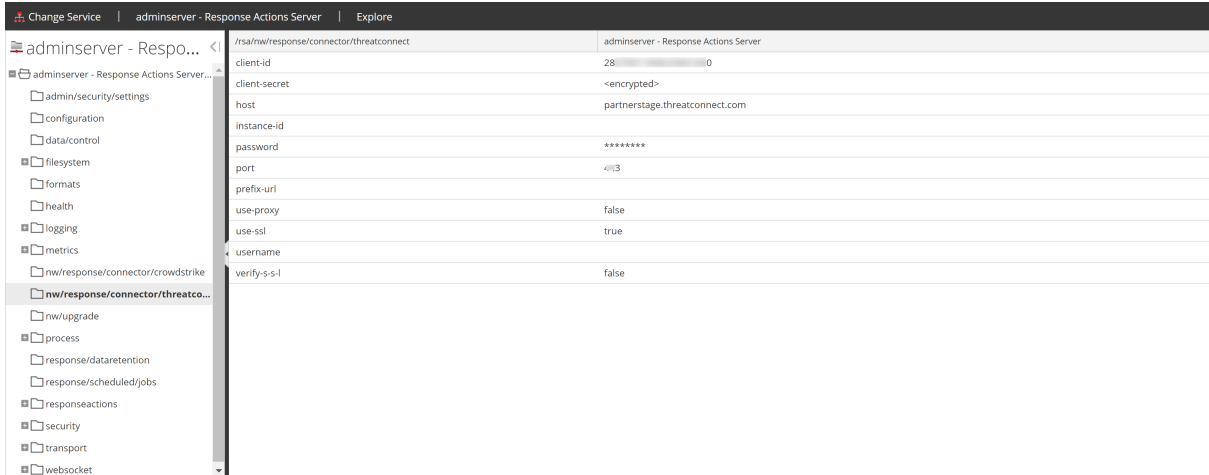 Change Service | adminserver - Response Actions Server | Explore
adminserver - Respo...
adminserver - Response Actions Server...
admin/security/settings
configuration
data/control
filesystem
formats
health
logging
metrics
nw/response/connector/crowdstrike
nw/response/connector/threatco...
nw/upgrade
process
response/dataretention
response/scheduled/jobs
responseactions
security
transport
websocket
/rsa/nw/response/connector/threatconnect adminserver - Response Actions Server
client-id 28 0
client-secret <encrypted>
host partnerstage.threatconnect.com
instance-id
password ********
port 3
prefix-url
use-proxy false
use-ssl true
username
verify-s-s-l false